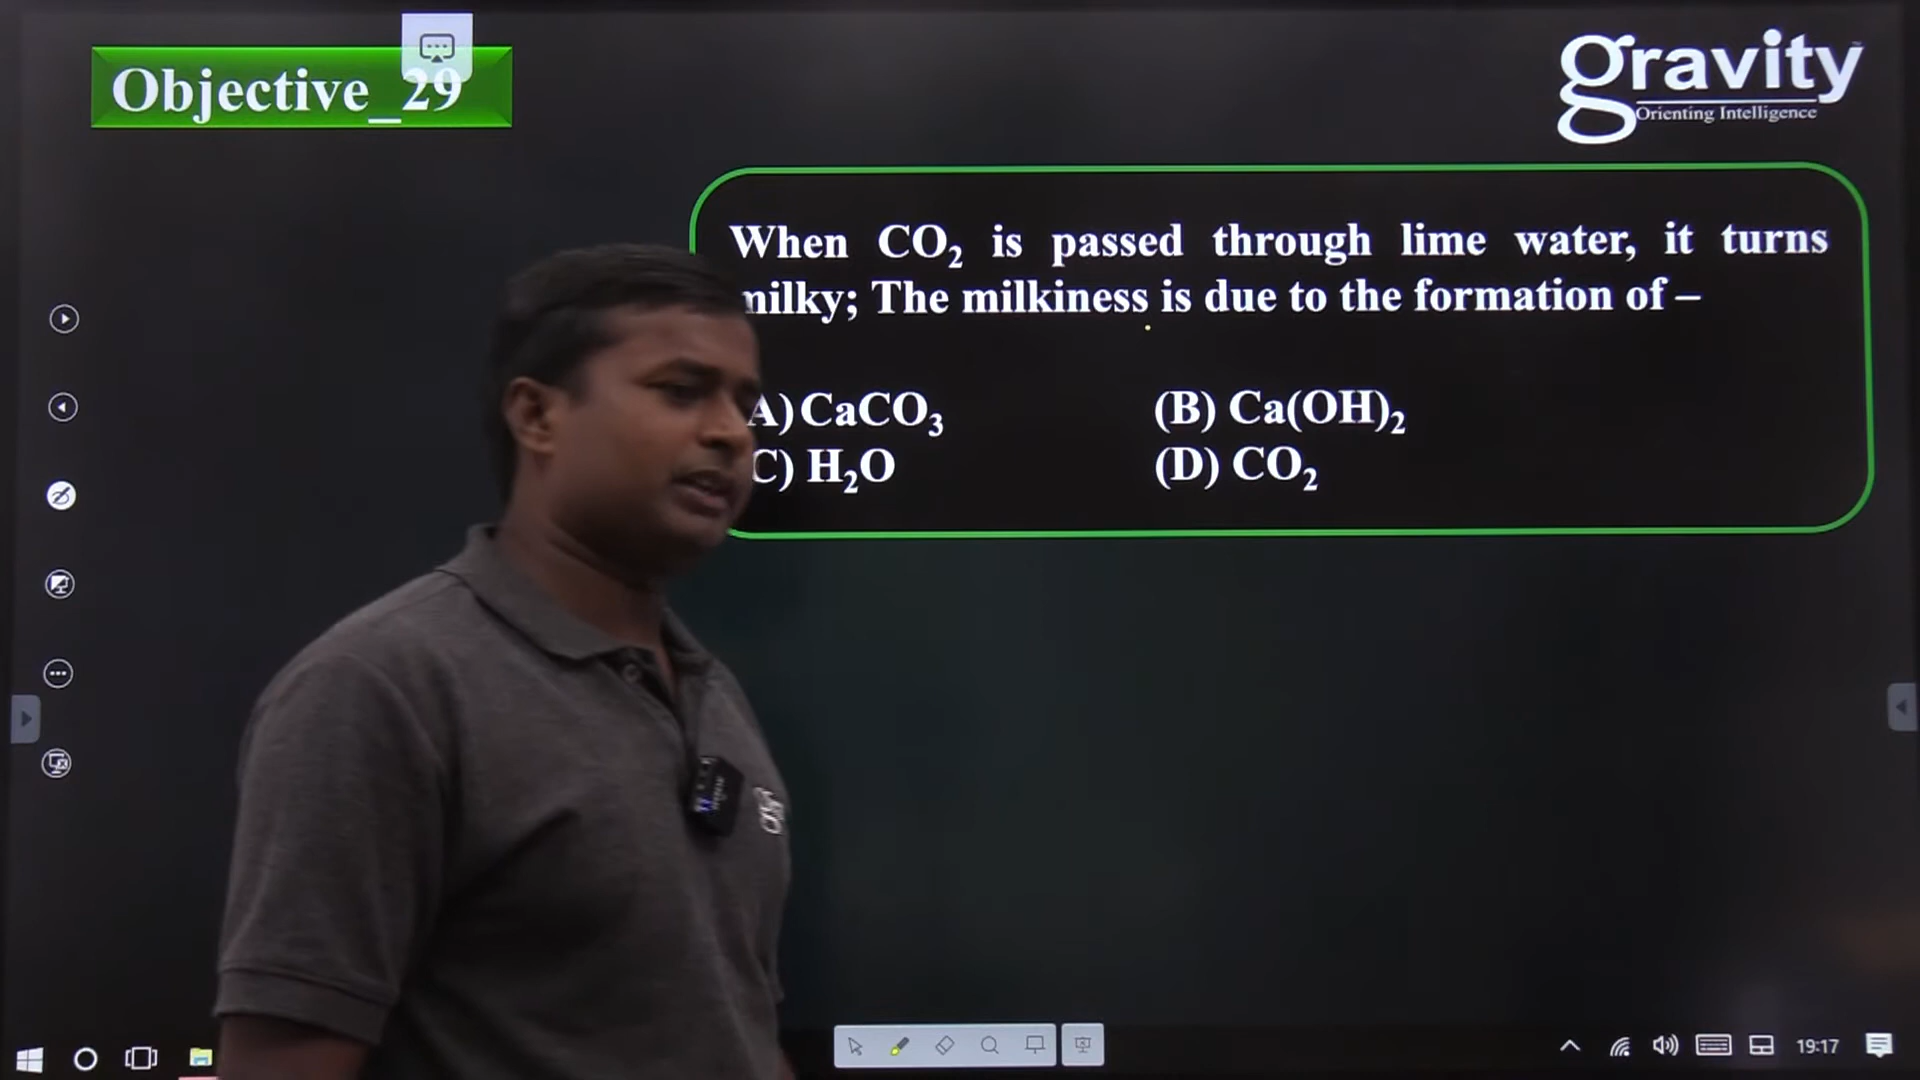 Objective_29
gravity
Orienting Intelligence
When CO₂ is passed through lime water, it turns
milky; The milkiness is due to the formation of –
A) CaCO₃ (B) Ca(OH)₂
C) H₂O (D) CO₂
19:17